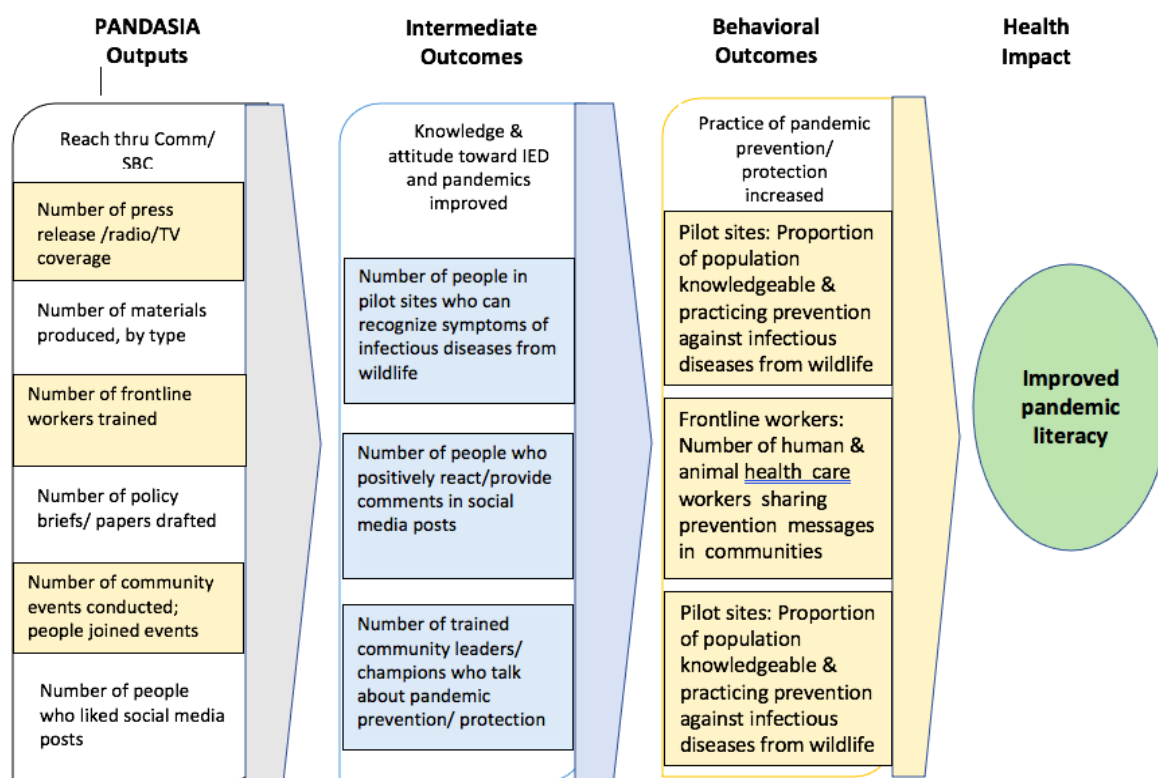 PANDASIA
Outputs
Reach thru Comm/
SBC
Number of press
release /radio/TV
coverage
Number of materials
produced, by type
Number of frontline
workers trained
Number of policy
briefs/ papers drafted
Number of community
events conducted;
people joined events
Number of people
who liked social media
posts
Intermediate
Outcomes
Knowledge &
attitude toward IED
and pandemics
improved
Number of people in
pilot sites who can
recognize symptoms of
infectious diseases from
wildlife
Number of people who
positively react/provide
comments in social
media posts
Number of trained
community leaders/
champions who talk
about pandemic
prevention/ protection
Behavioral
Outcomes
Practice of pandemic
prevention/
protection
increased
Pilot sites: Proportion
of population
knowledgeable &
practicing prevention
against infectious
diseases from wildlife
Frontline workers:
Number of human &
animal health care
workers sharing
prevention messages
in communities
Pilot sites: Proportion
of population
knowledgeable &
practicing prevention
against infectious
diseases from wildlife
Health
Impact
Improved
pandemic
literacy